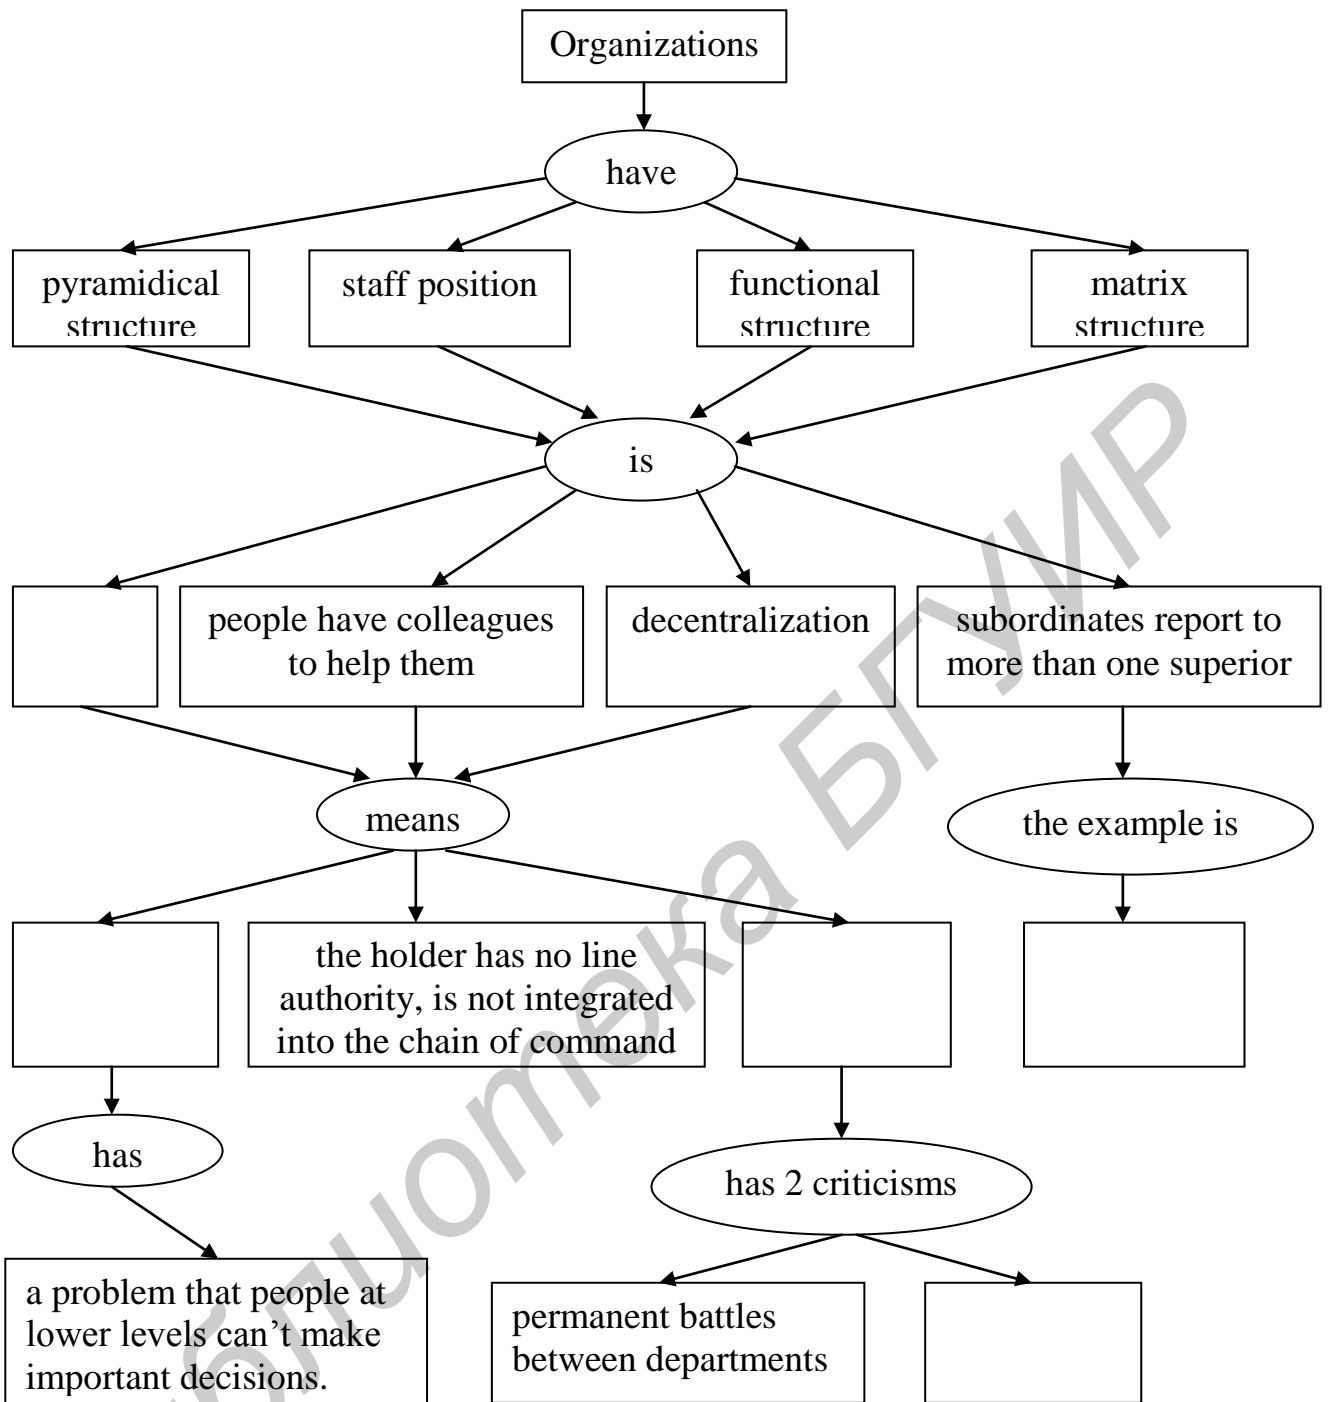 Organizations
have
pyramidical
structure
staff position
functional
structure
matrix
structure
is
people have colleagues
to help them
decentralization
subordinates report to
more than one superior
means
the example is
the holder has no line
authority, is not integrated
into the chain of command
has
has 2 criticisms
a problem that people at
lower levels can’t make
important decisions.
permanent battles
between departments
блиотека БГУИР